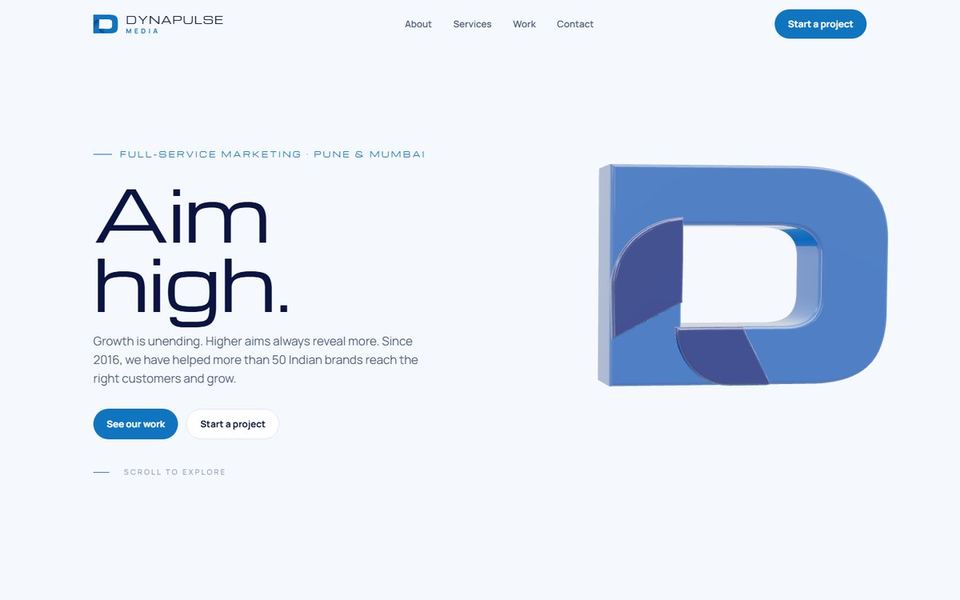 DYNAPULSE
MEDIA
About
Services
Work
Contact
Start a project
FULL-SERVICE MARKETING · PUNE & MUMBAI
Aim
high.
Growth is unending. Higher aims always reveal more. Since
2016, we have helped more than 50 Indian brands reach the
right customers and grow.
See our work
Start a project
SCROLL TO EXPLORE